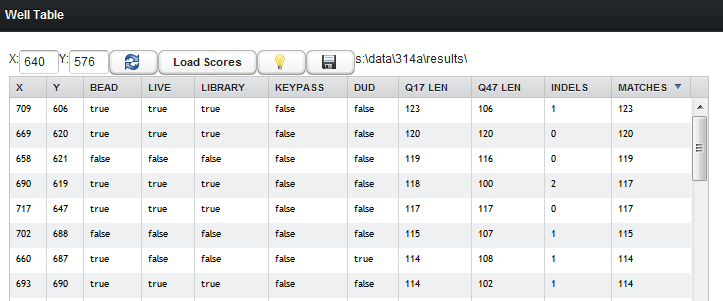 Well Table
X: 640 Y: 576 Load Scores s:\data\314a\results\
X Y BEAD LIVE LIBRARY KEYPASS DUD Q17 LEN Q47 LEN INDELS MATCHES
709 606 true true true false false 123 106 1 123
669 620 true true true false false 120 120 0 120
658 621 false false false false false 119 116 0 119
690 619 true true true false false 118 100 2 117
717 647 true true true false false 117 117 0 117
702 688 false false false false false 115 107 1 115
660 687 true false false false true 114 108 1 114
693 690 true true true false false 114 102 1 114